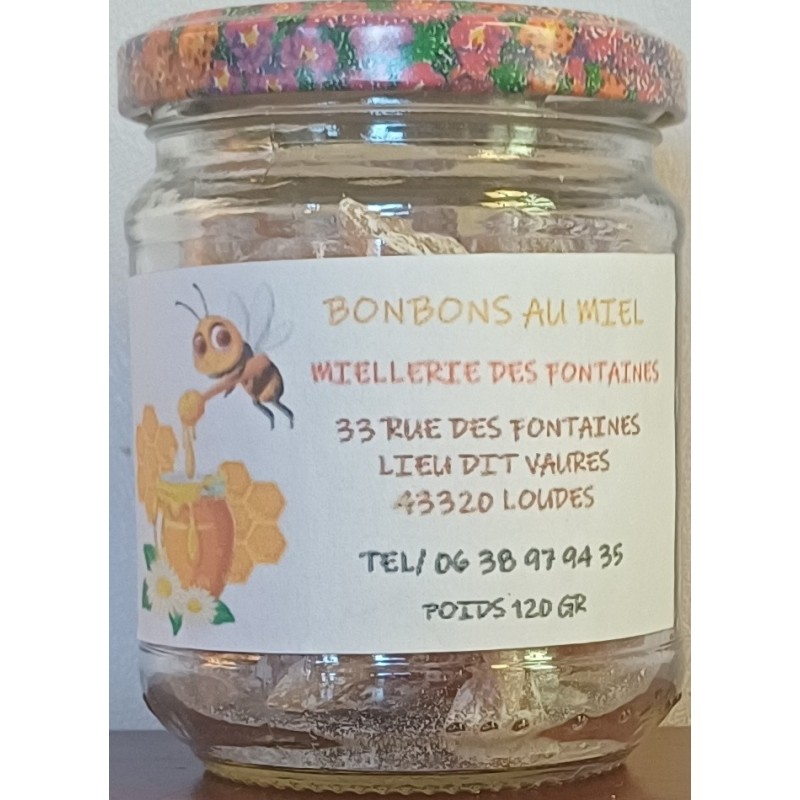 BONBONS AU MIEL
MIELLERIE DES FONTAINES
33 RUE DES FONTAINES
LIEU DIT VAURES
43320 LOUDES
TEL/ 06 38 97 94 35
POIDS 120 GR